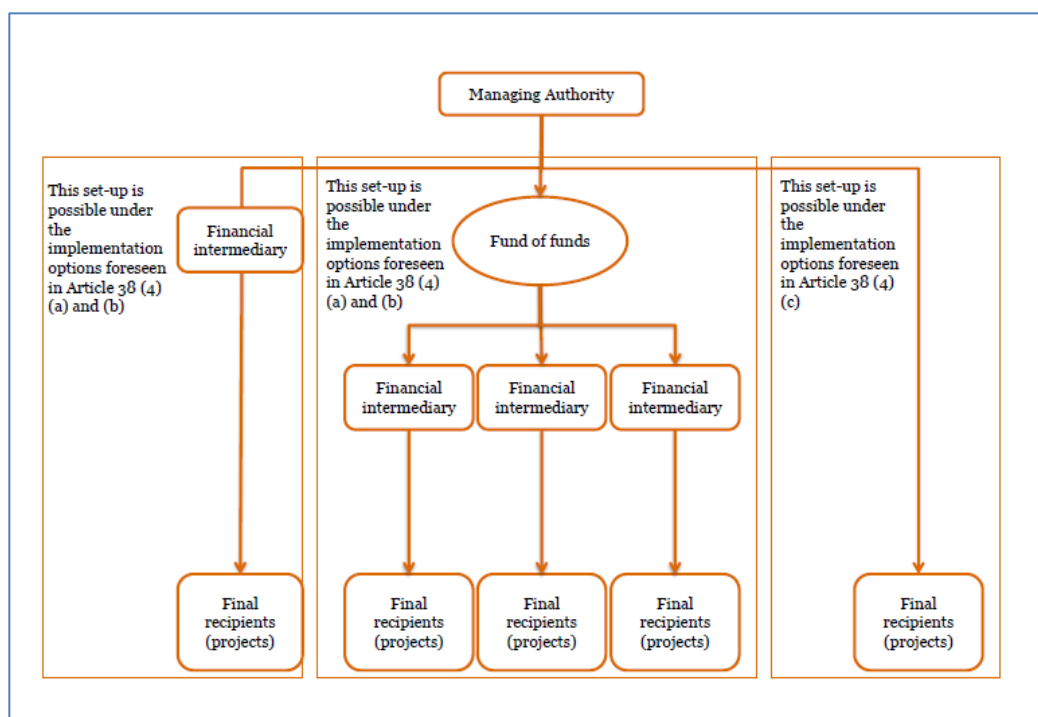 Managing Authority
This set-up is
possible under
the
implementation
options foreseen
in Article 38 (4)
(a) and (b)
Financial
intermediary
Final
recipients
(projects)
This set-up is
possible under
the
implementation
options foreseen
in Article 38 (4)
(a) and (b)
Fund of funds
Financial
intermediary
Financial
intermediary
Financial
intermediary
Final
recipients
(projects)
Final
recipients
(projects)
Final
recipients
(projects)
This set-up is
possible under
the
implementation
options foreseen
in Article 38 (4)
(c)
Final
recipients
(projects)